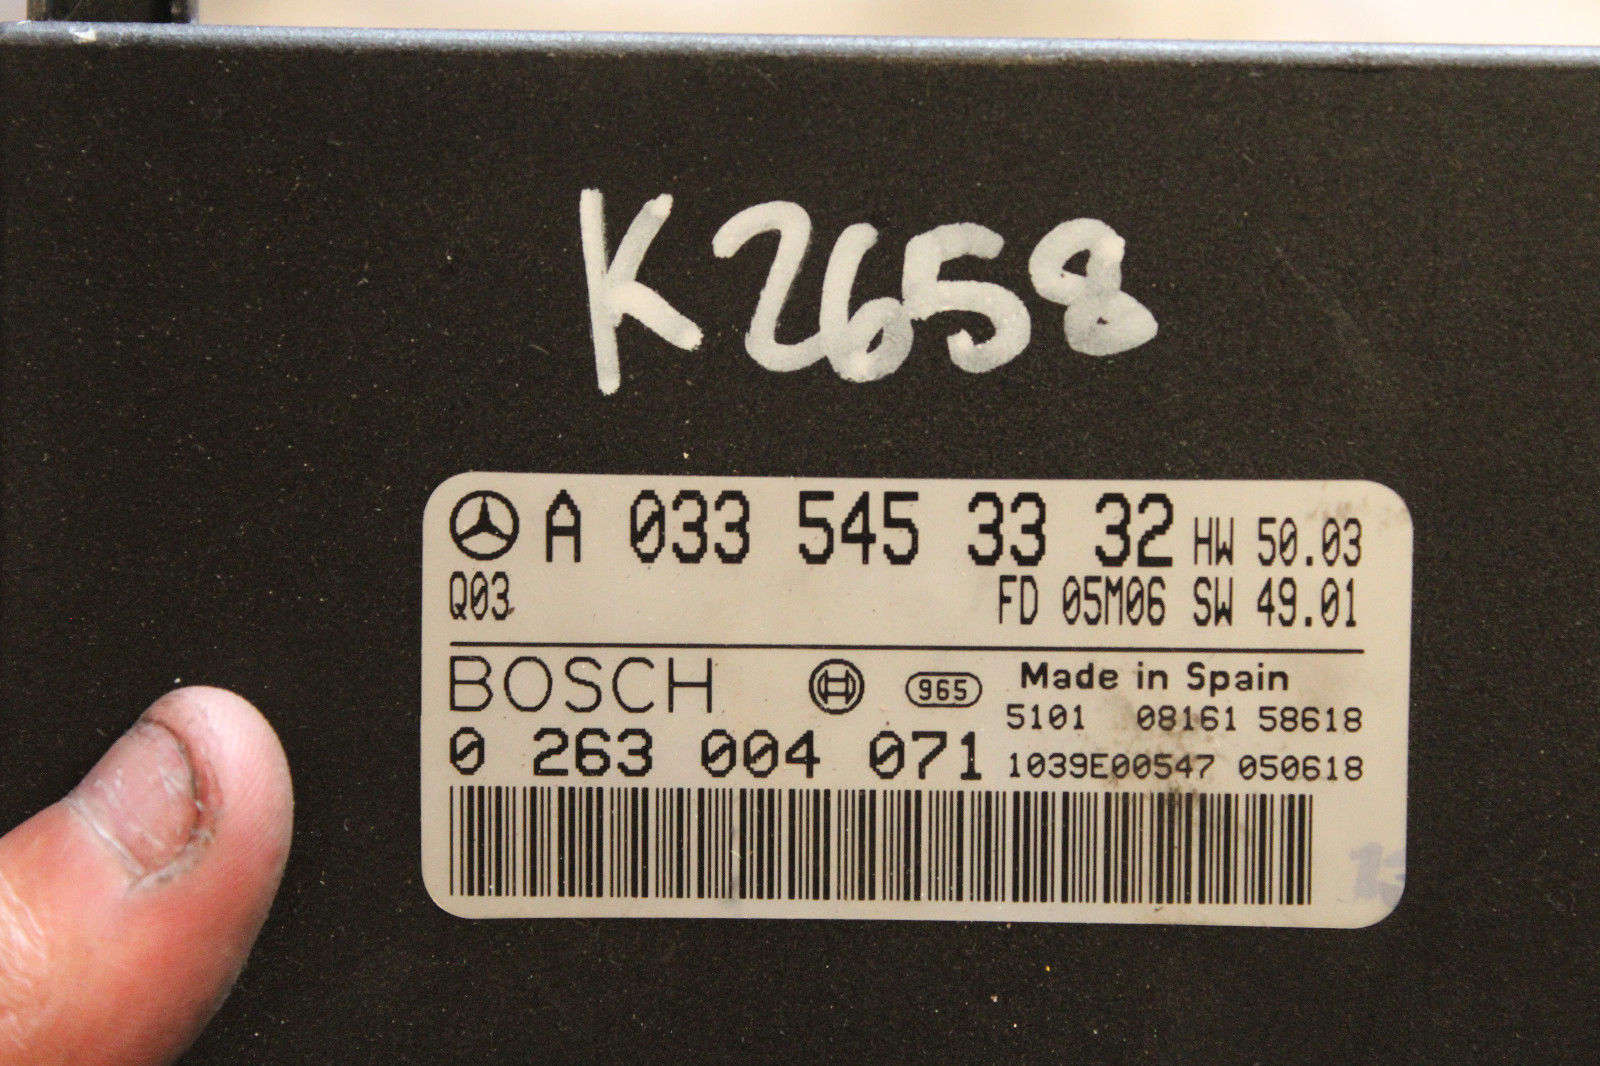 K2658
A 033 545 33 32 HW 50.03
Q03 FD 05M06 SW 49.01
BOSCH 965 Made in Spain
5101 08161 58618
0 263 004 071 1039E00547 050618